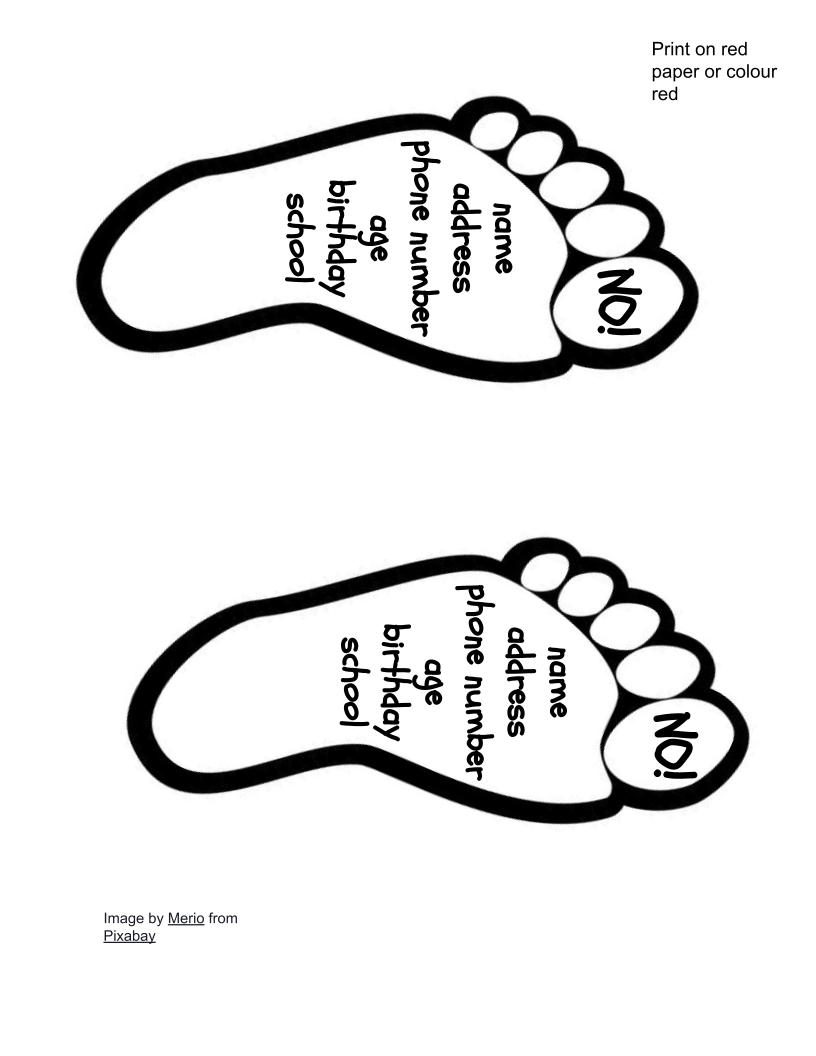 Print on red
paper or colour
red
NO!
name
address
phone number
age
birthday
school
NO!
name
address
phone number
age
birthday
school
Image by Merio from
Pixabay